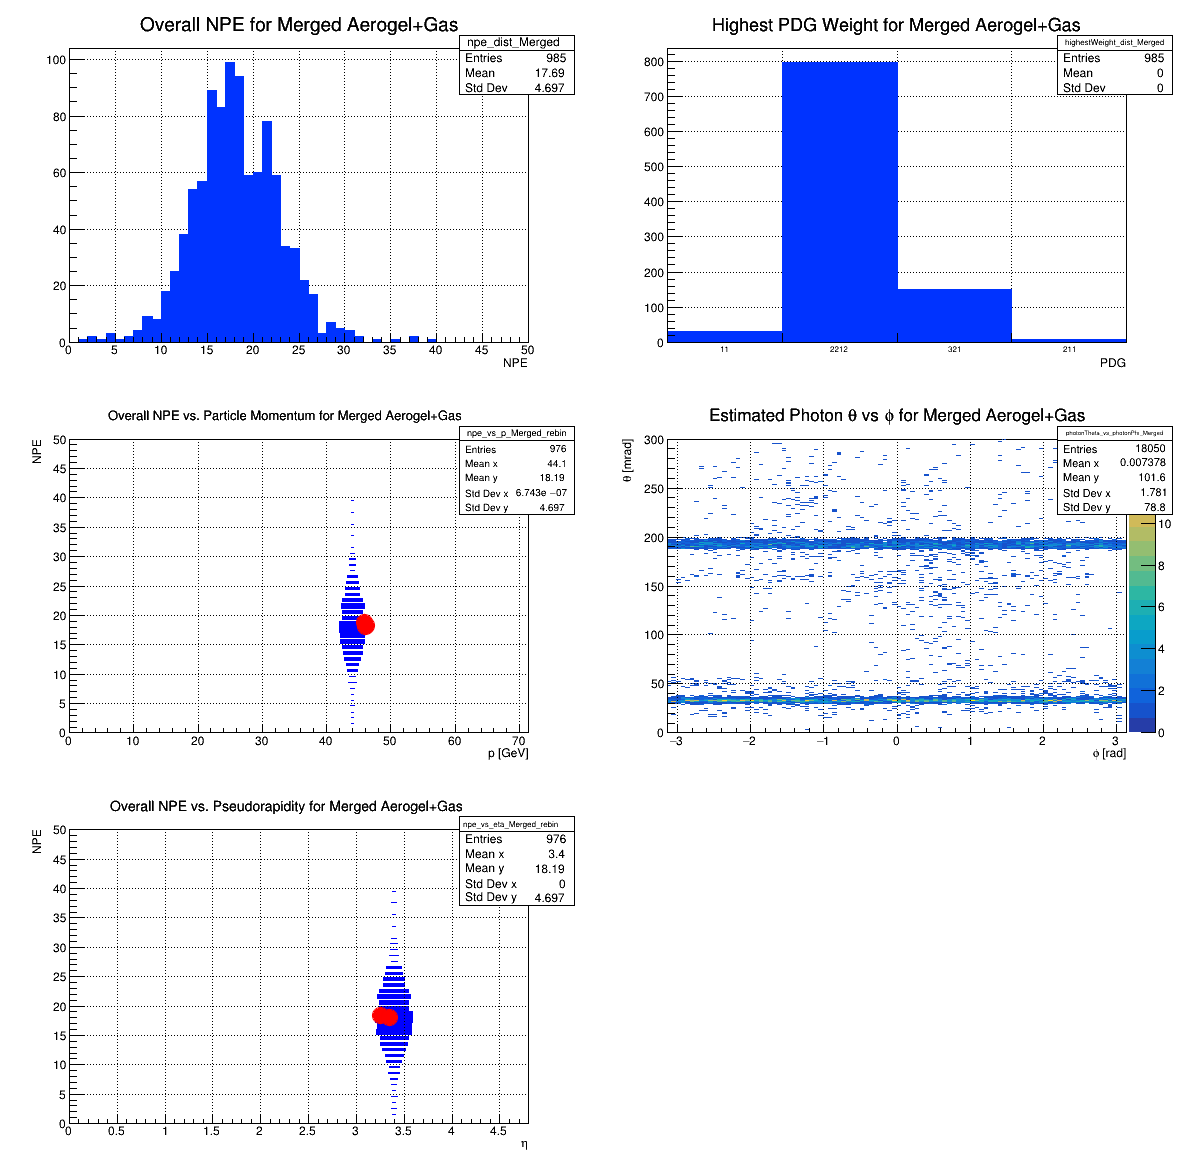 Overall NPE for Merged Aerogel+Gas
npe_dist_Merged
Entries 985
Mean 17.69
Std Dev 4.697
100
80
60
40
20
0
0 5 10 15 20 25 30 35 40 45 50
NPE
Highest PDG Weight for Merged Aerogel+Gas
highestWeight_dist_Merged
Entries 985
Mean 0
Std Dev 0
800
700
600
500
400
300
200
100
0
11 2212 321 211
PDG
Overall NPE vs. Particle Momentum for Merged Aerogel+Gas
npe_vs_p_Merged_rebin
Entries 976
Mean x 44.1
Mean y 18.19
Std Dev x 6.743e −07
Std Dev y 4.697
NPE
50
45
40
35
30
25
20
15
10
5
0
0 10 20 30 40 50 60 70
p [GeV]
Estimated Photon θ vs ϕ for Merged Aerogel+Gas
photonTheta_vs_photonPhi_Merged
Entries 18050
Mean x 0.007378
Mean y 101.6
Std Dev x 1.781
Std Dev y 78.8
θ [mrad]
300
250
200
150
100
50
0
−3 −2 −1 0 1 2 3
ϕ [rad]
10
8
6
4
2
0
Overall NPE vs. Pseudorapidity for Merged Aerogel+Gas
npe_vs_eta_Merged_rebin
Entries 976
Mean x 3.4
Mean y 18.19
Std Dev x 0
Std Dev y 4.697
NPE
50
45
40
35
30
25
20
15
10
5
0
0 0.5 1 1.5 2 2.5 3 3.5 4 4.5
η